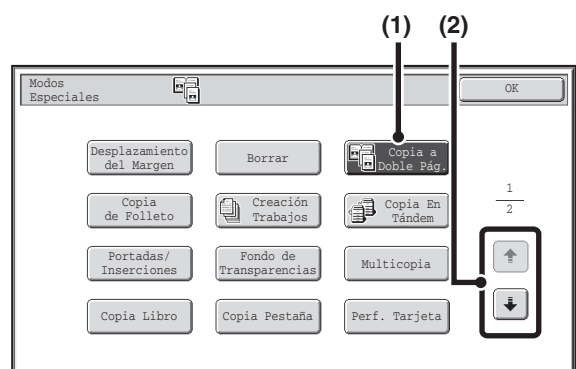 (1) (2)
Modos
Especiales
OK
Desplazamiento
del Margen
Borrar
Copia a
Doble Pág.
Copia
de Folleto
Creación
Trabajos
Copia En
Tándem
1
2
Portadas/
Inserciones
Fondo de
Transparencias
Multicopia
Copia Libro
Copia Pestaña
Perf. Tarjeta